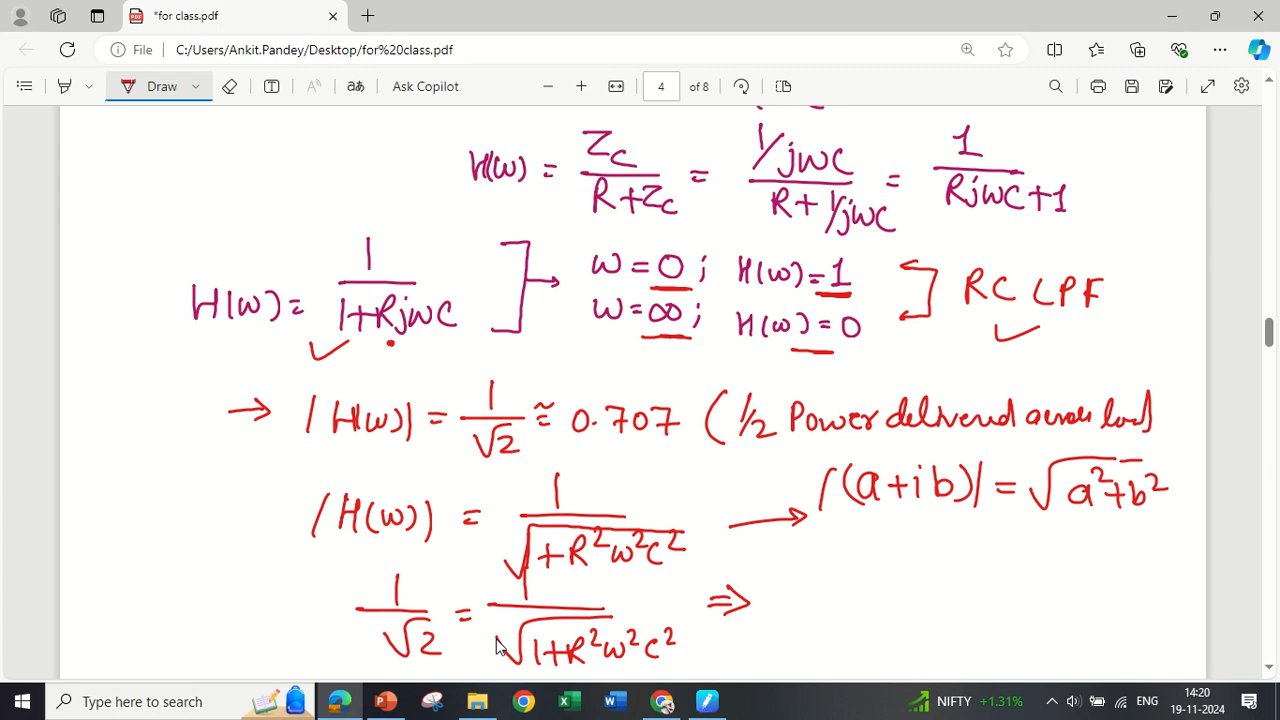 *for class.pdf
File C:/Users/Ankit.Pandey/Desktop/for%20class.pdf
Draw Ask Copilot 4 of 8
H(ω) = Zc / (R+Zc) = (1/jωC) / (R+1/jωC) = 1 / (RjωC+1)
H(ω) = 1 / (1+RjωC) → ω = 0 ; H(ω) = 1
ω = ∞ ; H(ω) = 0
RC LPF
→ |H(ω)| = 1/√2 ≅ 0.707 (1/2 Power delivered across load)
|(a+ib)| = √a²+b²
|H(ω)| = 1 / √+R²ω²C² →
1/√2 = 1 / √1+R²ω²C² ⇒
Type here to search
NIFTY +1.31% ENG 14:20
19-11-2024